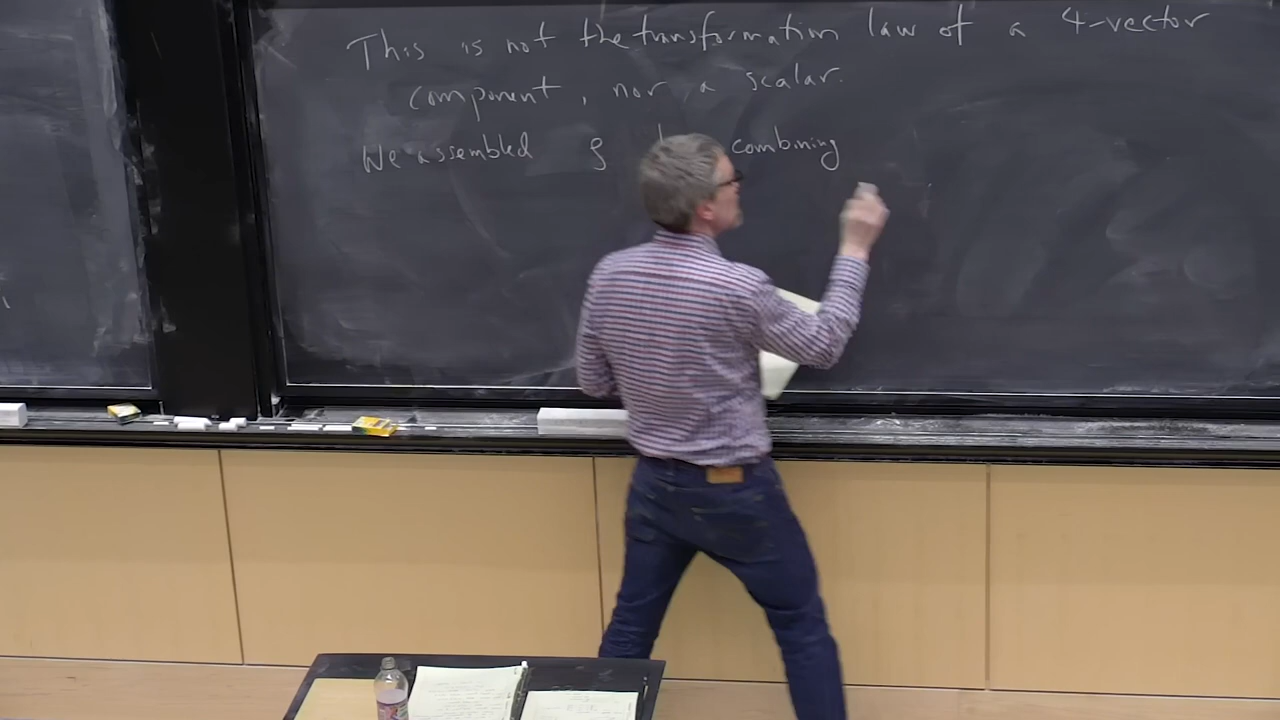 This is not the transformation law of a 4-vector
component, nor a scalar.
We assembled ρ combining